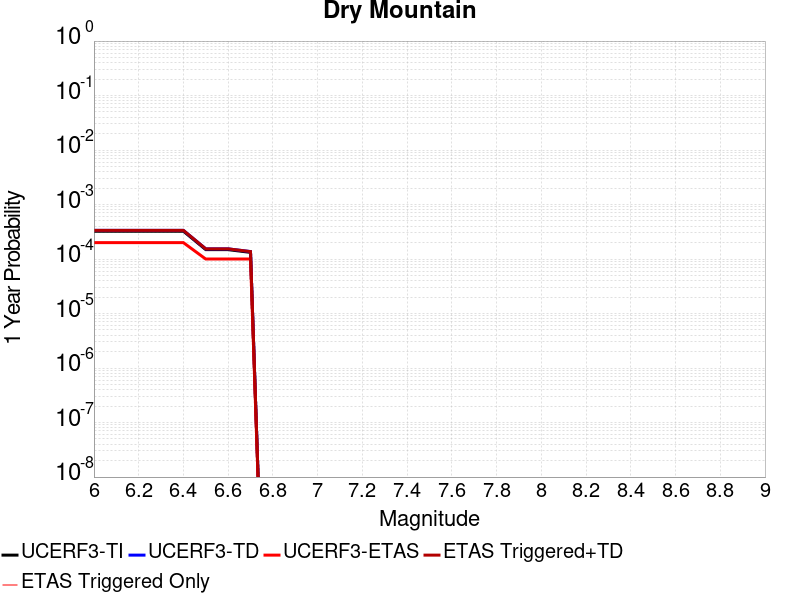 Dry Mountain
10^0
10^-1
10^-2
10^-3
10^-4
10^-5
10^-6
10^-7
10^-8
1 Year Probability
6 6.2 6.4 6.6 6.8 7 7.2 7.4 7.6 7.8 8 8.2 8.4 8.6 8.8 9
Magnitude
UCERF3-TI UCERF3-TD UCERF3-ETAS ETAS Triggered+TD
ETAS Triggered Only